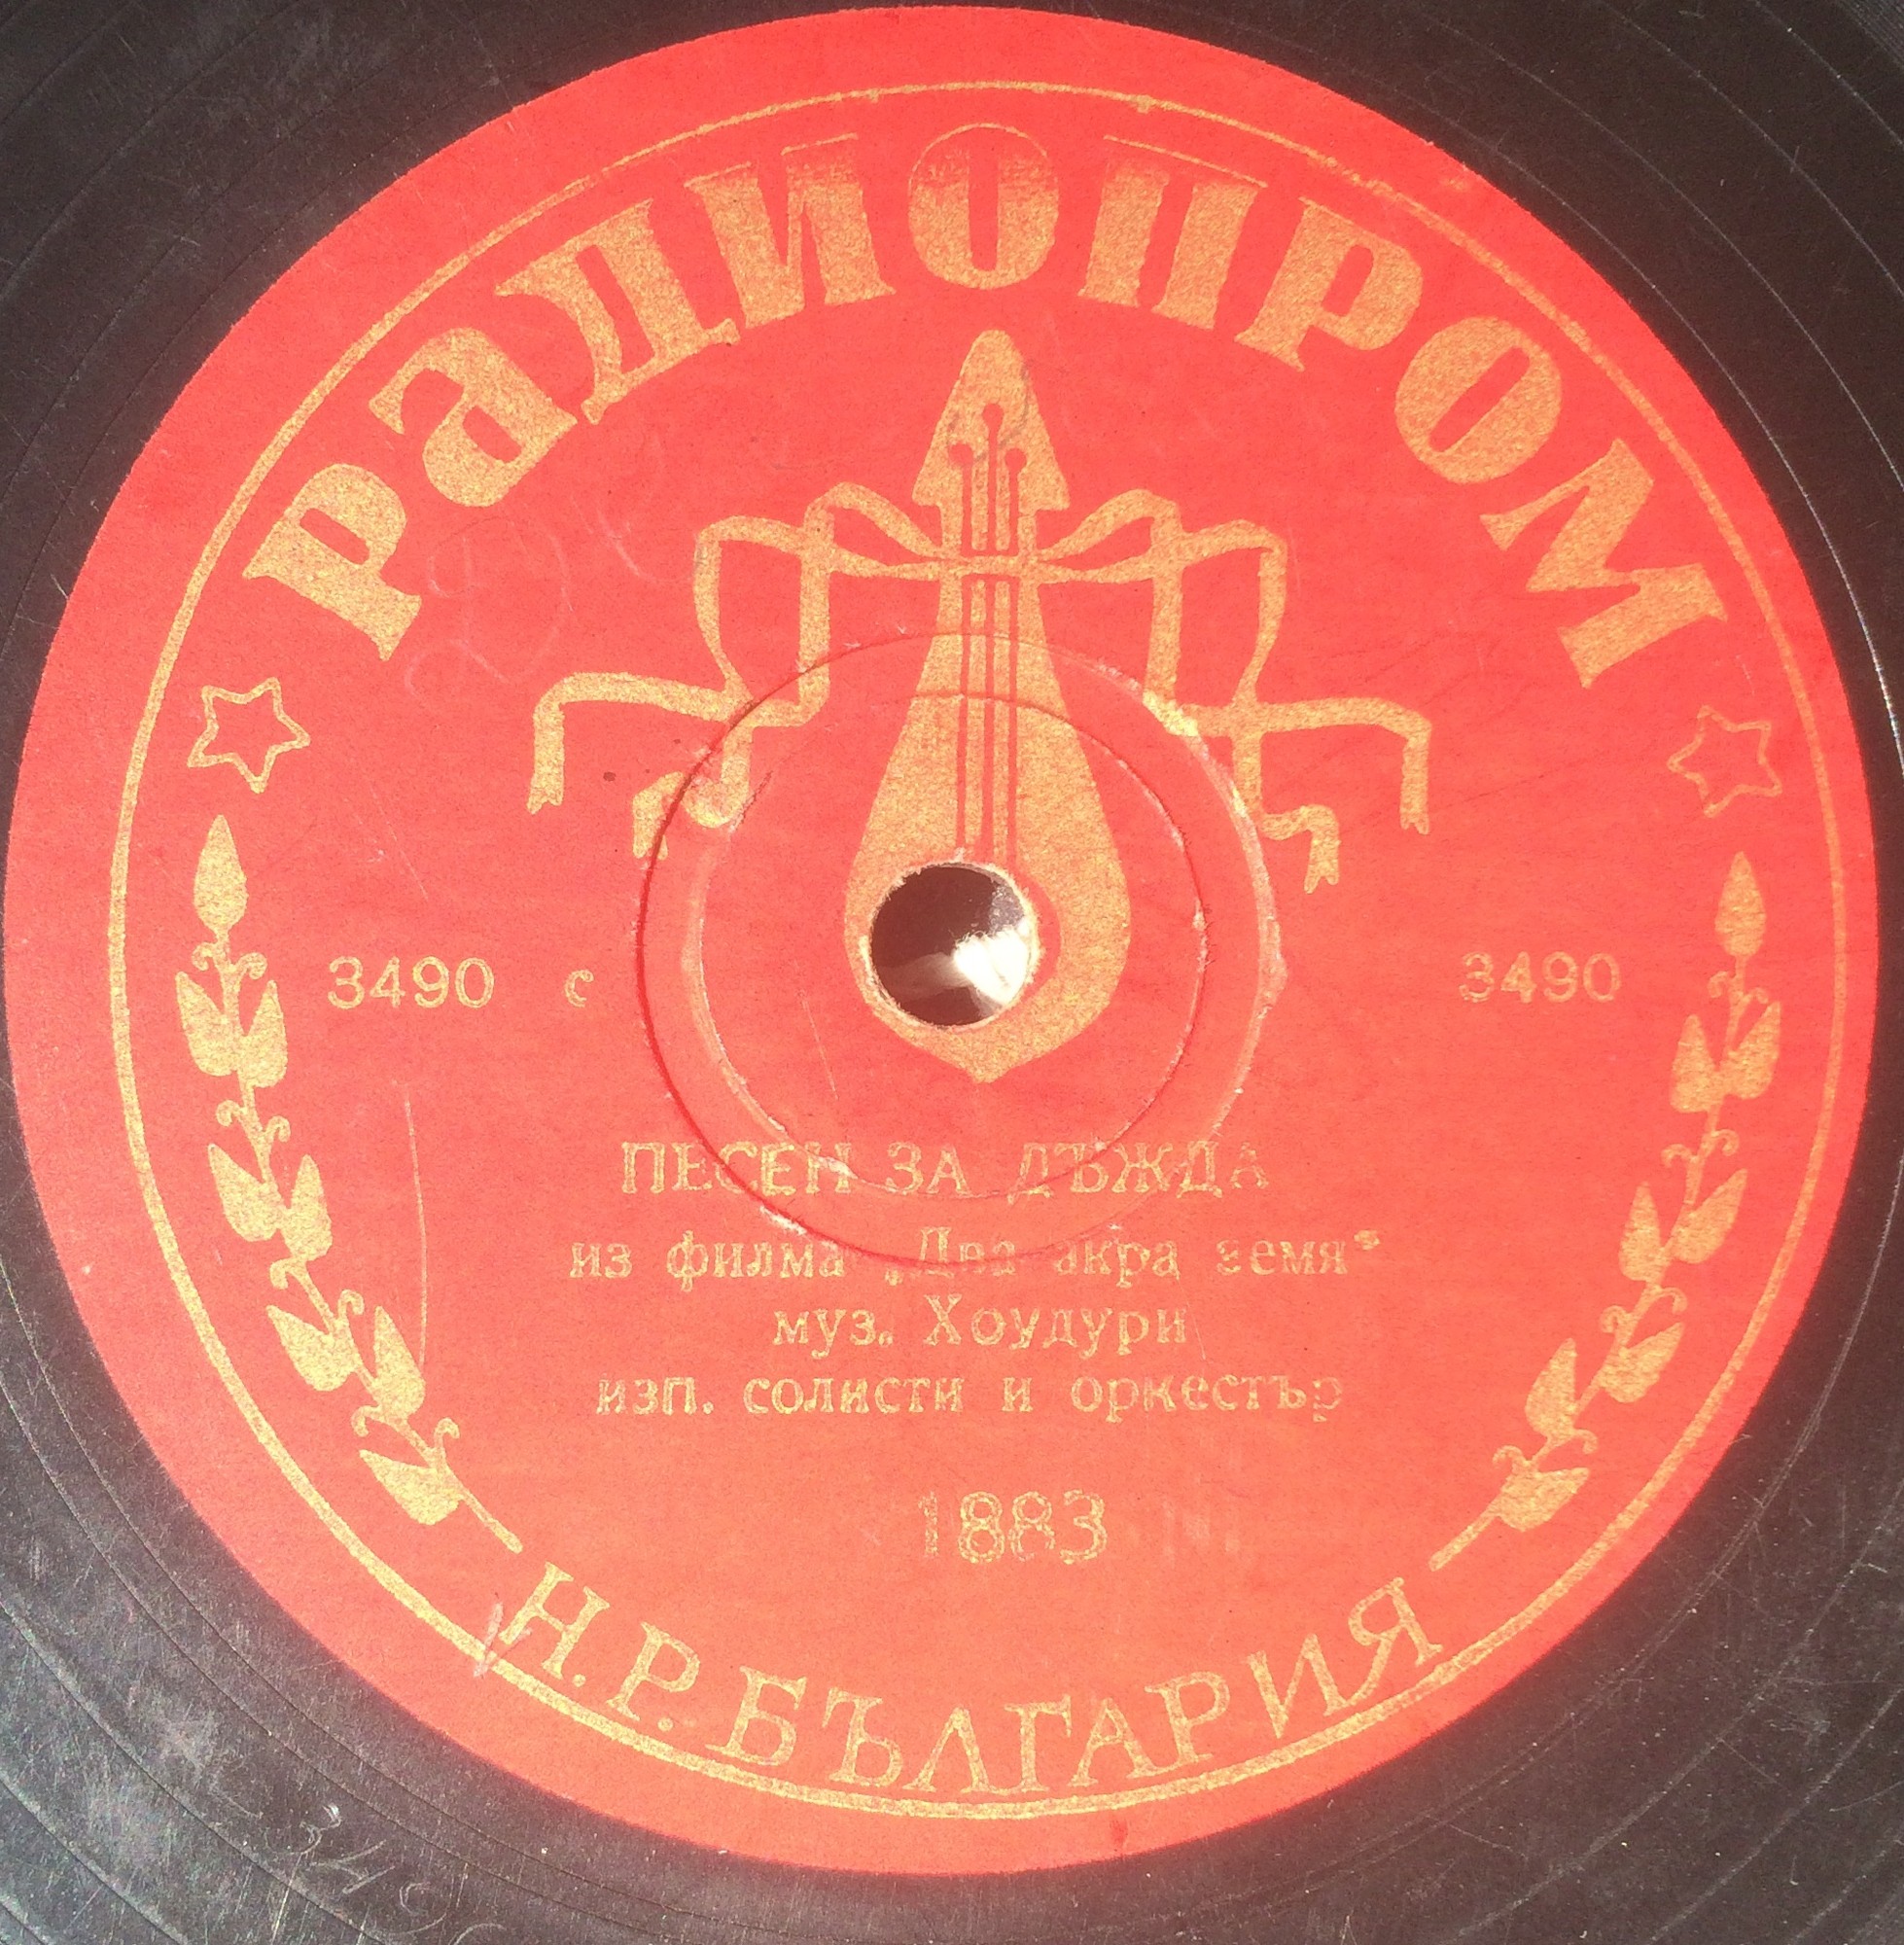 РАДИОПРОМ
3490 с 3490
ПЕСЕН ЗА ДЪЖДА
из филма „Два акра земя“
муз. Хоудури
изп. солисти и оркестър
1883
Н.Р. БЪЛГАРИЯ